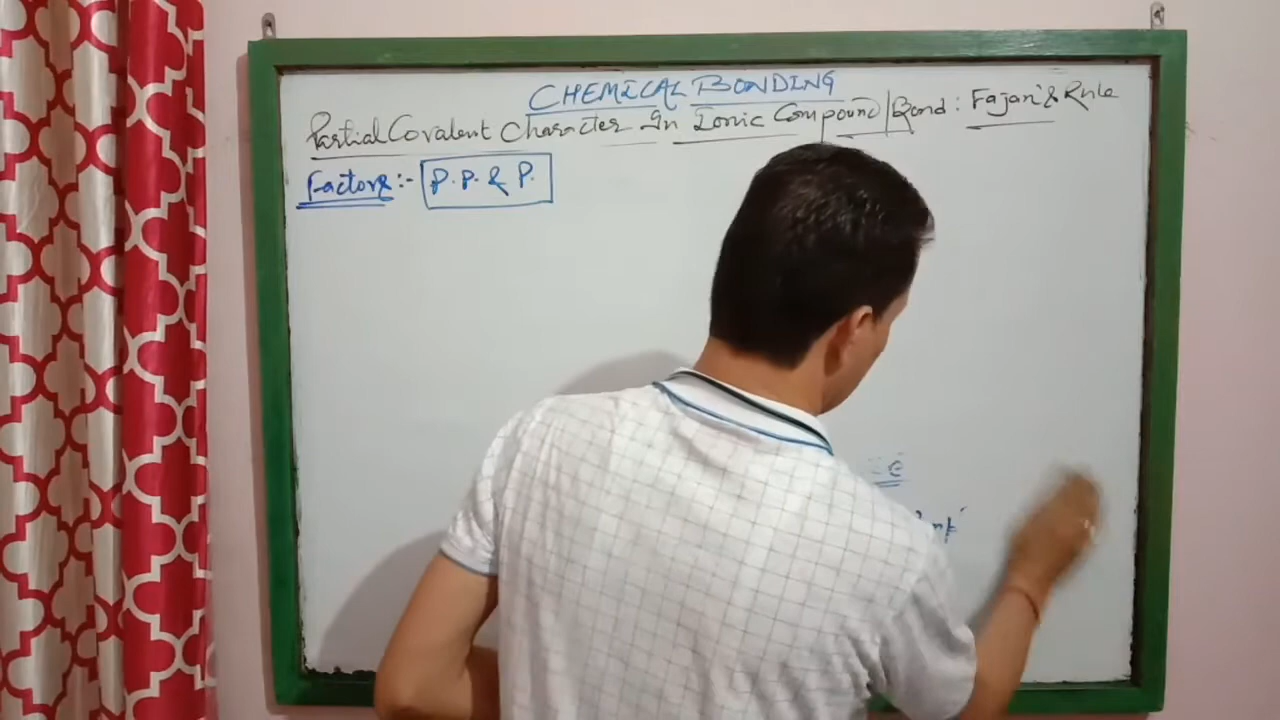 CHEMICAL BONDING
Partial Covalent Character In Ionic Compound/Bond: Fajan's Rule
Factors:- P.P. & P.